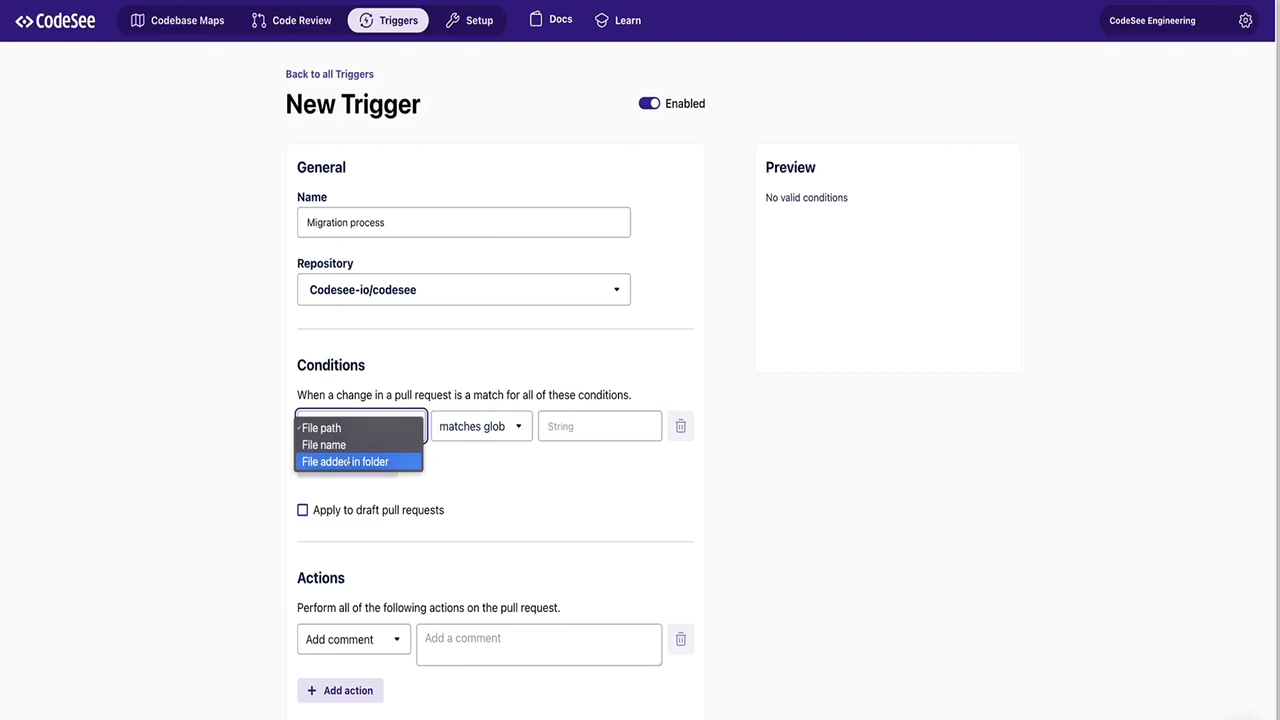 CodeSee
Codebase Maps
Code Review
Triggers
Setup
Docs
Learn
CodeSee Engineering
Back to all Triggers
New Trigger
Enabled
General
Name
Migration process
Repository
Codesee-io/codesee
Conditions
When a change in a pull request is a match for all of these conditions.
File path
File name
File added in folder
matches glob
String
Apply to draft pull requests
Actions
Perform all of the following actions on the pull request.
Add comment
Add a comment
+ Add action
Preview
No valid conditions